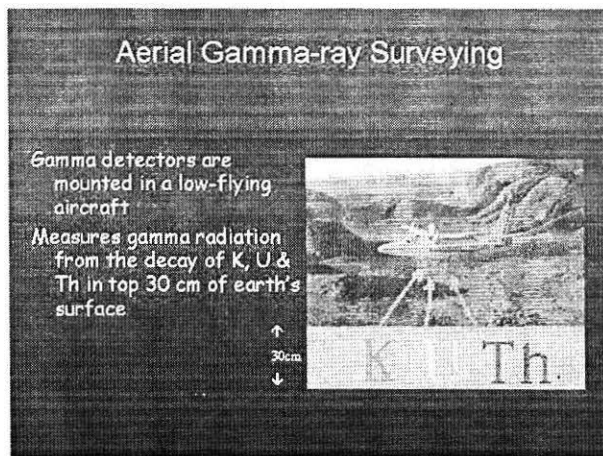 Aerial Gamma-ray Surveying
Gamma detectors are
mounted in a low-flying
aircraft
Measures gamma radiation
from the decay of K, U &
Th in top 30 cm of earth's
surface
30cm
K
Th